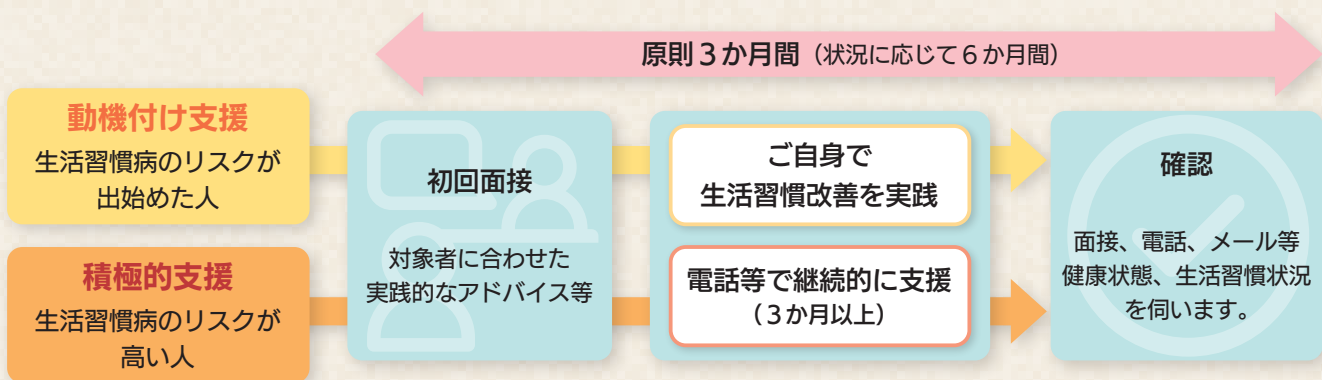 原則3か月間（状況に応じて6か月間）
動機付け支援
生活習慣病のリスクが
出始めた人
積極的支援
生活習慣病のリスクが
高い人
初回面接
対象者に合わせた
実践的なアドバイス等
ご自身で
生活習慣改善を実践
電話等で継続的に支援
（3か月以上）
確認
面接、電話、メール等
健康状態、生活習慣状況
を伺います。